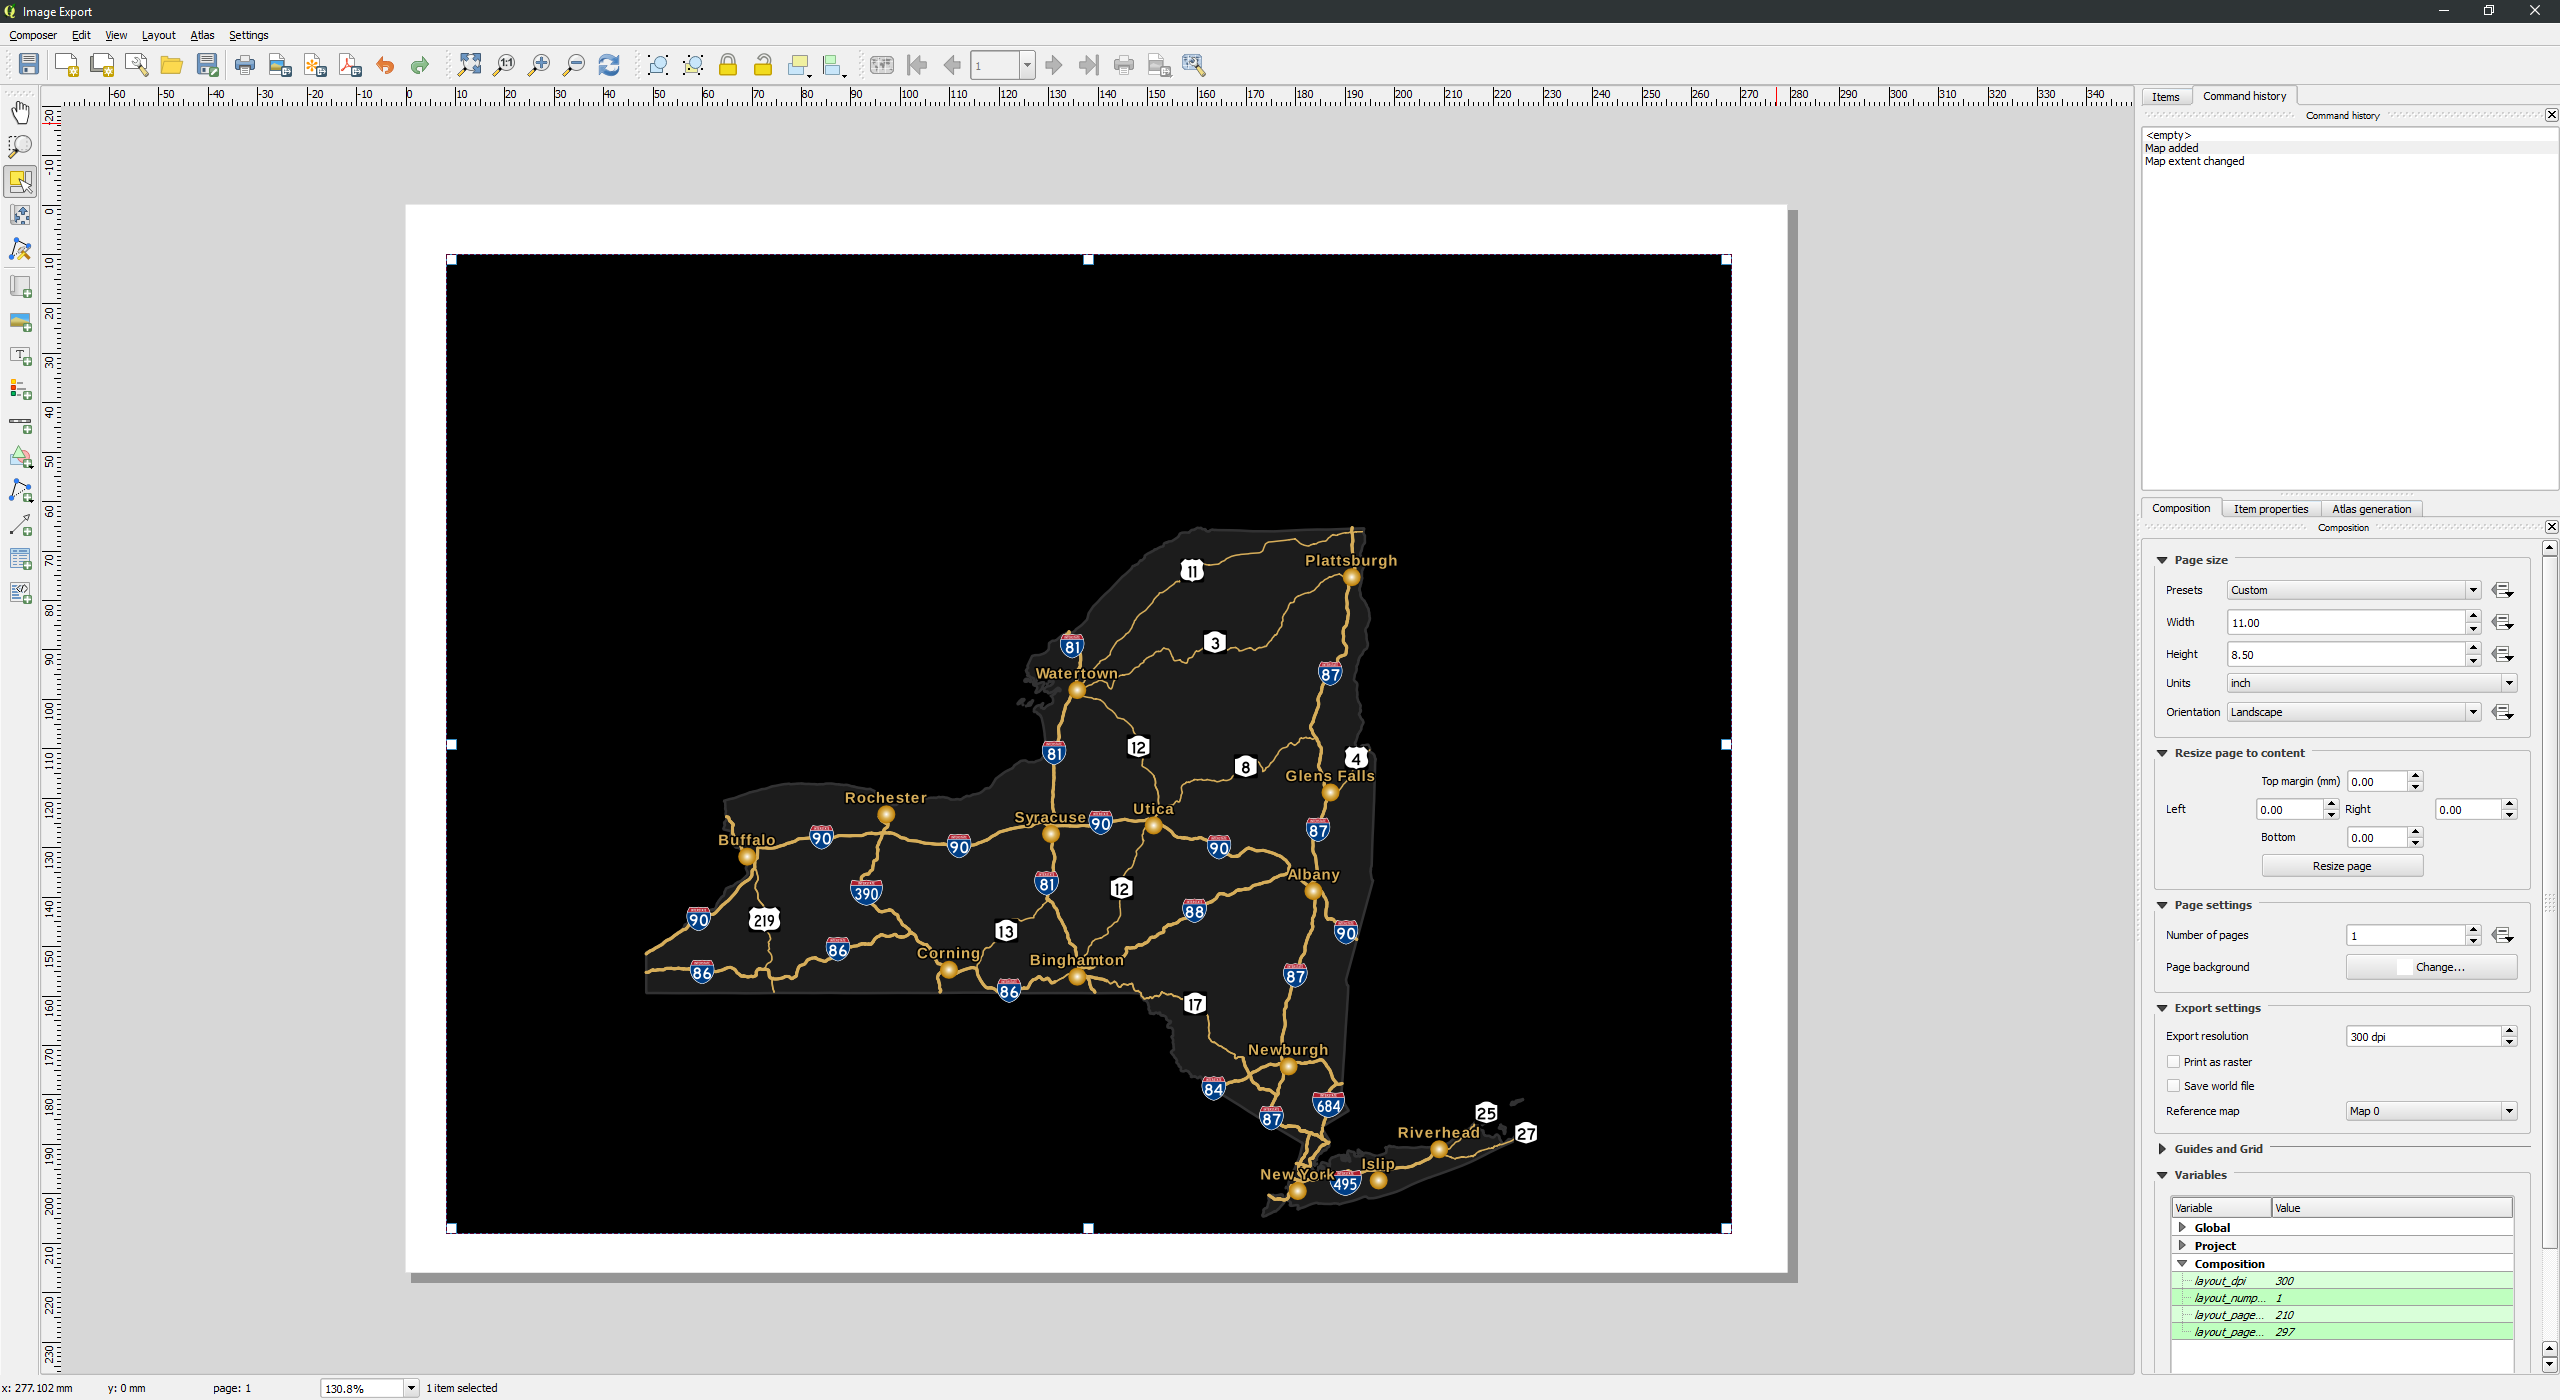 Image Export
Composer Edit View Layout Atlas Settings
1:1
1
-60 -50 -40 -30 -20 -10 0 10 20 30 40 50 60 70 80 90 100 110 120 130 140 150 160 170 180 190 200 210 220 230 240 250 260 270 280 290 300 310 320 330 340
-20 -10 0 10 20 30 40 50 60 70 80 90 100 110 120 130 140 150 160 170 180 190 200 210 220 230
Items Command history
Command history
<empty>
Map added
Map extent changed
Plattsburgh
11
3
81
Watertown
87
12
81
8
4
Glens Falls
Rochester
Utica
Syracuse
90
90
87
Buffalo
90
90
Albany
81
12
390
88
90
219
13
90
86
Corning
Binghamton
86
87
86
17
Newburgh
84
684
87
25
Riverhead
27
Islip
New York
495
Composition Item properties Atlas generation
Composition
Page size
Presets Custom
Width 11.00
Height 8.50
Units inch
Orientation Landscape
Resize page to content
Top margin (mm) 0.00
Left 0.00 Right 0.00
Bottom 0.00
Resize page
Page settings
Number of pages 1
Page background Change...
Export settings
Export resolution 300 dpi
Print as raster
Save world file
Reference map Map 0
Guides and Grid
Variables
Variable Value
Global
Project
Composition
layout_dpi 300
layout_nump... 1
layout_page... 210
layout_page... 297
x: 277.102 mm y: 0 mm page: 1 130.8% 1 item selected